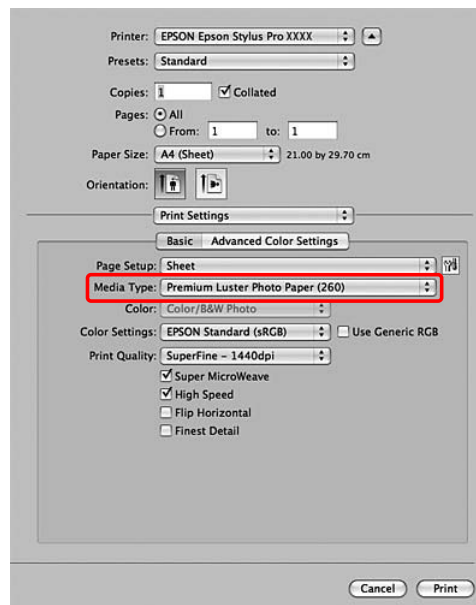 Printer: EPSON Epson Stylus Pro XXXX
Presets: Standard
Copies: 1 Collated
Pages: All
From: 1 to: 1
Paper Size: A4 (Sheet) 21.00 by 29.70 cm
Orientation:
Print Settings
Basic Advanced Color Settings
Page Setup: Sheet
Media Type: Premium Luster Photo Paper (260)
Color: Color/B&W Photo
Color Settings: EPSON Standard (sRGB) Use Generic RGB
Print Quality: SuperFine – 1440dpi
Super MicroWeave
High Speed
Flip Horizontal
Finest Detail
Cancel Print